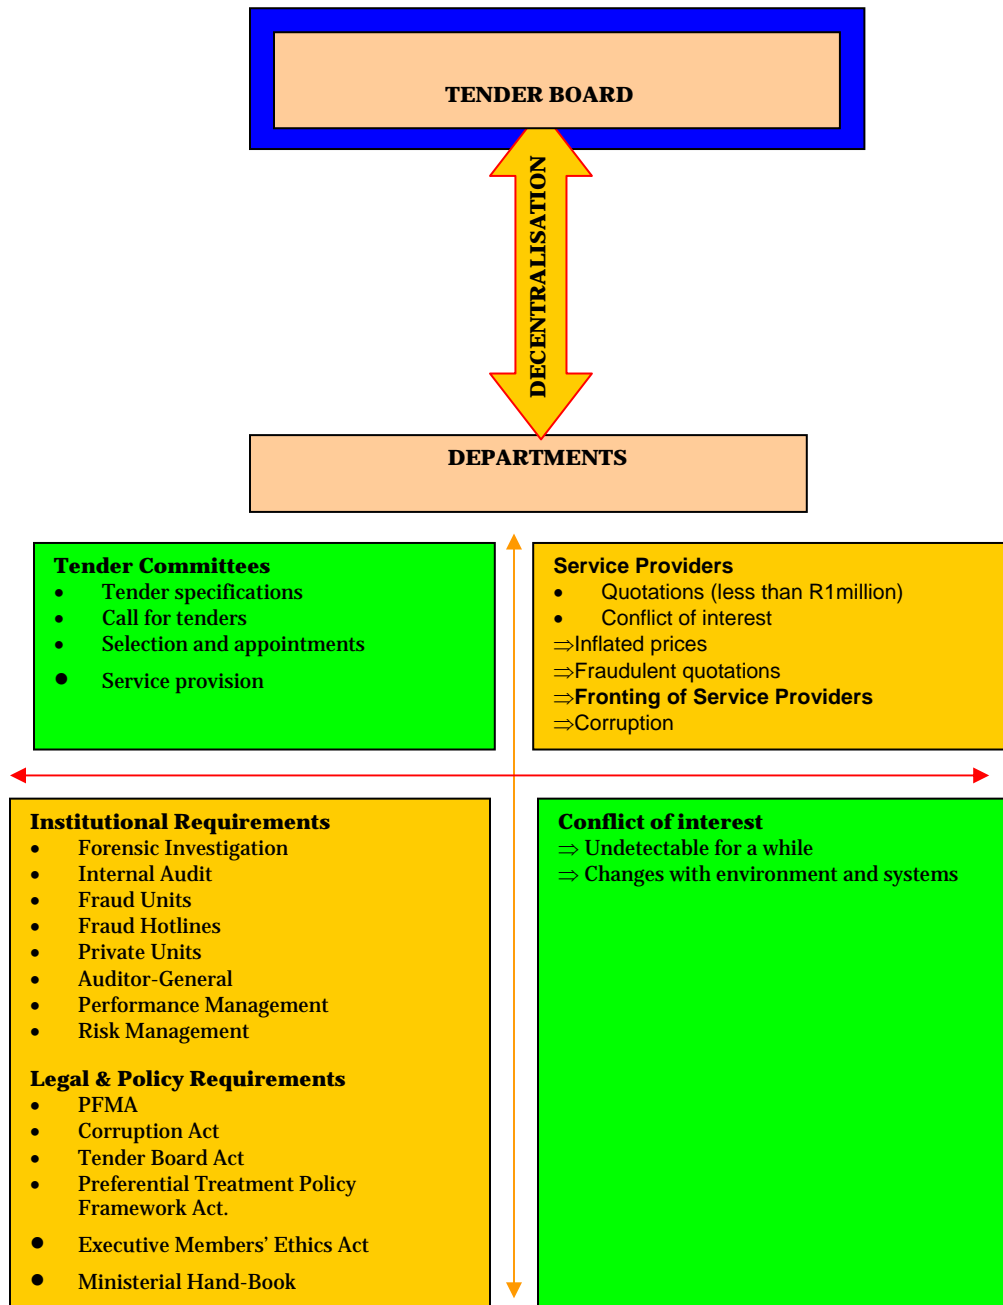 TENDER BOARD
DECENTRALISATION
DEPARTMENTS
Tender Committees
• Tender specifications
• Call for tenders
• Selection and appointments
• Service provision
Service Providers
• Quotations (less than R1million)
• Conflict of interest
⇒Inflated prices
⇒Fraudulent quotations
⇒Fronting of Service Providers
⇒Corruption
Institutional Requirements
• Forensic Investigation
• Internal Audit
• Fraud Units
• Fraud Hotlines
• Private Units
• Auditor-General
• Performance Management
• Risk Management
Legal & Policy Requirements
• PFMA
• Corruption Act
• Tender Board Act
• Preferential Treatment Policy
Framework Act.
• Executive Members’ Ethics Act
• Ministerial Hand-Book
Conflict of interest
⇒ Undetectable for a while
⇒ Changes with environment and systems